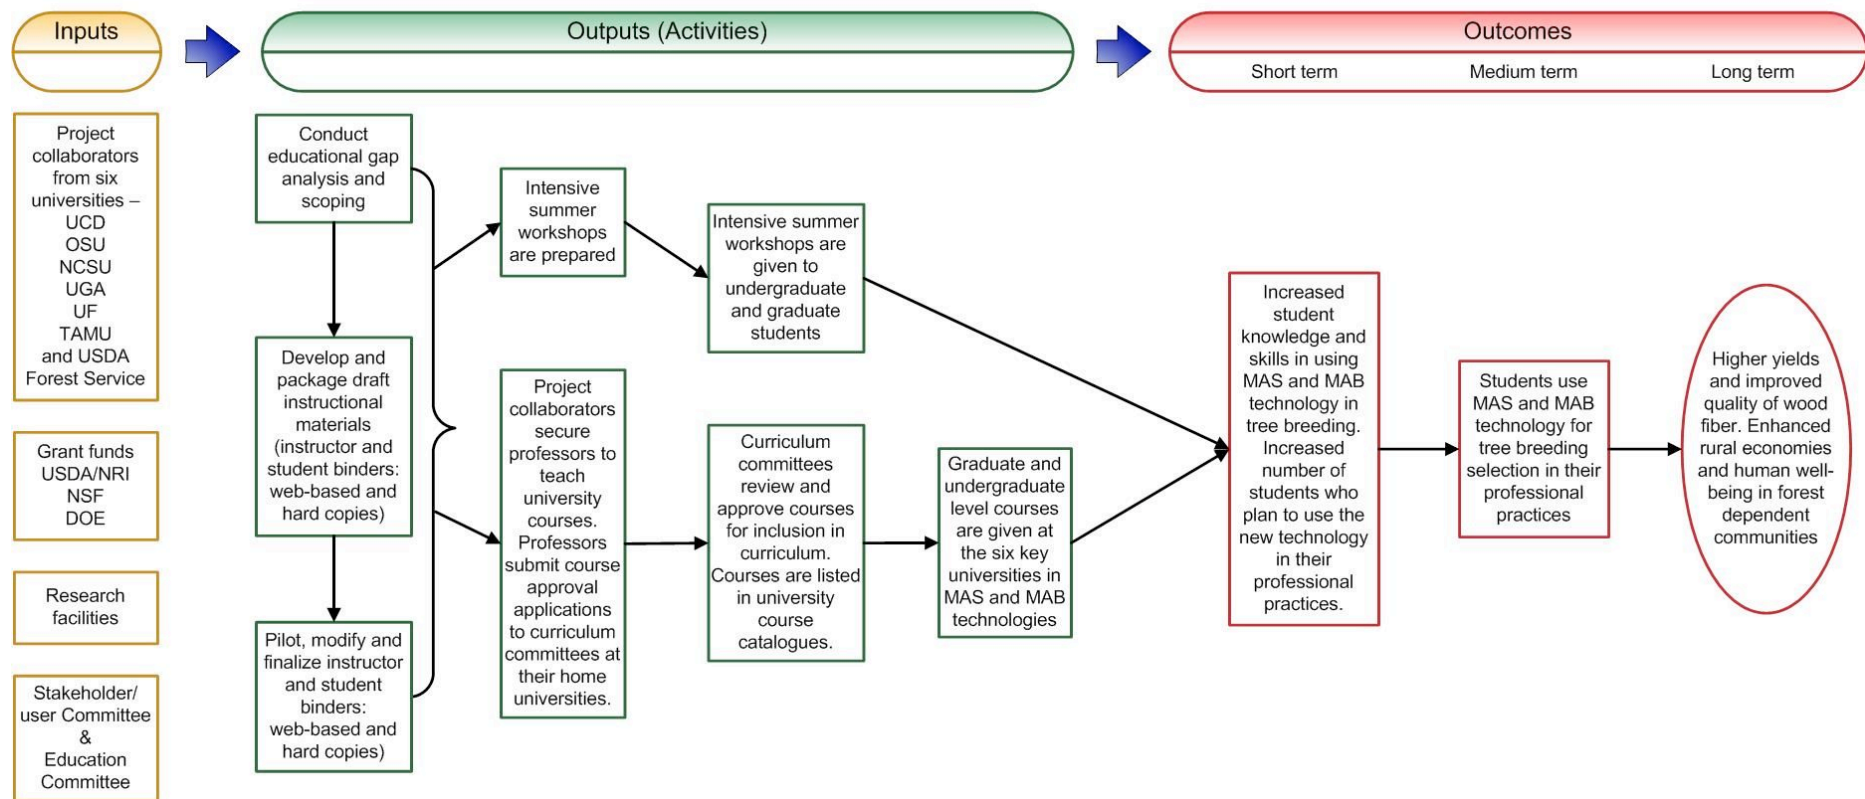 Inputs
Outputs (Activities)
Outcomes
Short term
Medium term
Long term
Project
collaborators
from six
universities –
UCD
OSU
NCSU
UGA
UF
TAMU
and USDA
Forest Service
Grant funds
USDA/NRI
NSF
DOE
Research
facilities
Stakeholder/
user Committee
&
Education
Committee
Conduct
educational gap
analysis and
scoping
Develop and
package draft
instructional
materials
(instructor and
student binders:
web-based and
hard copies)
Pilot, modify and
finalize instructor
and student
binders:
web-based and
hard copies)
Intensive
summer
workshops
are prepared
Project
collaborators
secure
professors to
teach
university
courses.
Professors
submit course
approval
applications
to curriculum
committees at
their home
universities.
Intensive summer
workshops are
given to
undergraduate
and graduate
students
Curriculum
committees
review and
approve courses
for inclusion in
curriculum.
Courses are listed
in university
course
catalogues.
Graduate and
undergraduate
level courses
are given at
the six key
universities in
MAS and MAB
technologies
Increased
student
knowledge and
skills in using
MAS and MAB
technology in
tree breeding.
Increased
number of
students who
plan to use the
new technology
in their
professional
practices.
Students use
MAS and MAB
technology for
tree breeding
selection in their
professional
practices
Higher yields
and improved
quality of wood
fiber. Enhanced
rural economies
and human well-
being in forest
dependent
communities